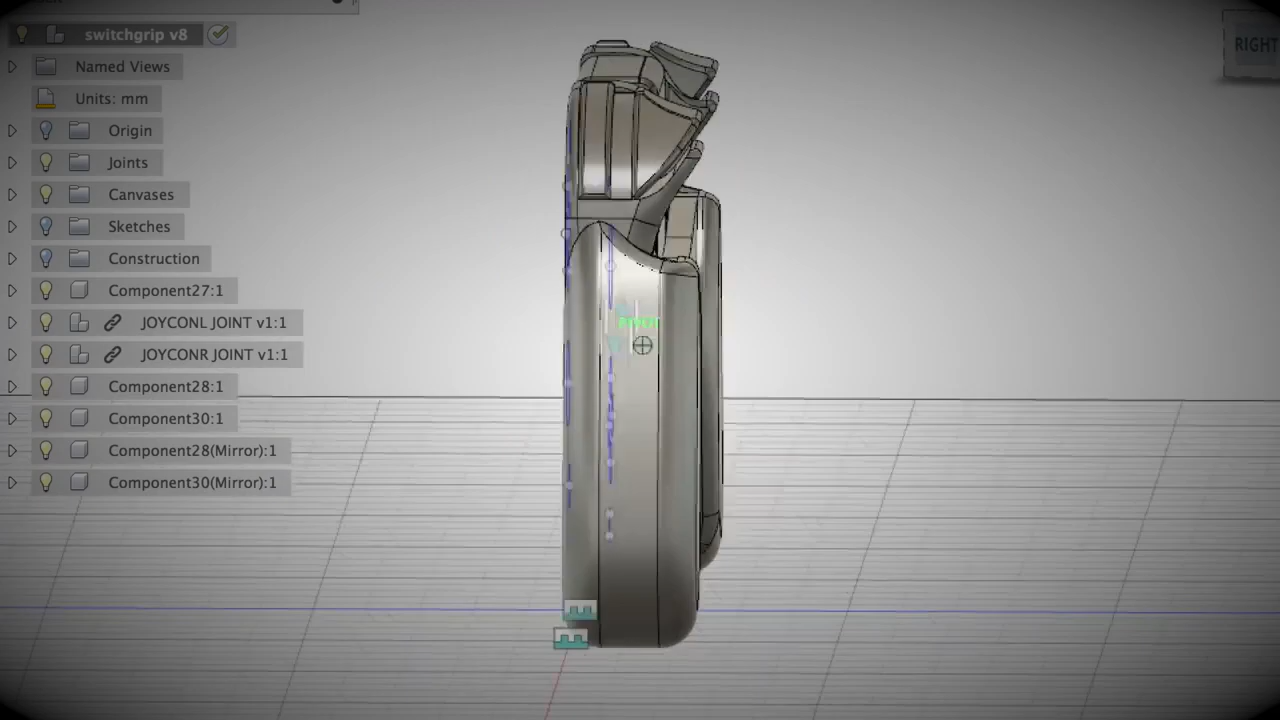 switchgrip v8
RIGHT
Named Views
Units: mm
Origin
Joints
Canvases
Sketches
Construction
Component27:1
JOYCONL JOINT v1:1
JOYCONR JOINT v1:1
Component28:1
Component30:1
Component28(Mirror):1
Component30(Mirror):1